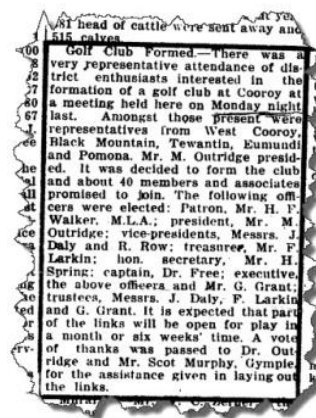 81 head of cattle were sent away and
515 calves.
Golf Club Formed.—There was a
very representative attendance of dis-
trict enthusiasts interested in the
formation of a golf club at Cooroy at
a meeting held here on Monday night
last. Amongst those present were
representatives from West Cooroy,
Black Mountain, Tewantin, Eumundi
and Pomona. Mr. M. Outridge presid-
ed. It was decided to form the club
and about 40 members and associates
promised to join. The following offi-
cers were elected: Patron, Mr. H. F.
Walker, M.L.A.; president, Mr. M.
Outridge; vice-presidents, Messrs. J.
Daly and R. Row; treasurer, Mr. F.
Larkin; hon. secretary, Mr. H.
Spring; captain, Dr. Free; executive,
the above officers and Mr. G. Grant;
trustees, Messrs. J. Daly, F. Larkin
and G. Grant. It is expected that part
of the links will be open for play in
a month or six weeks' time. A vote
of thanks was passed to Dr. Out-
ridge and Mr. Scot Murphy, Gympie,
for the assistance given in laying out
the links.